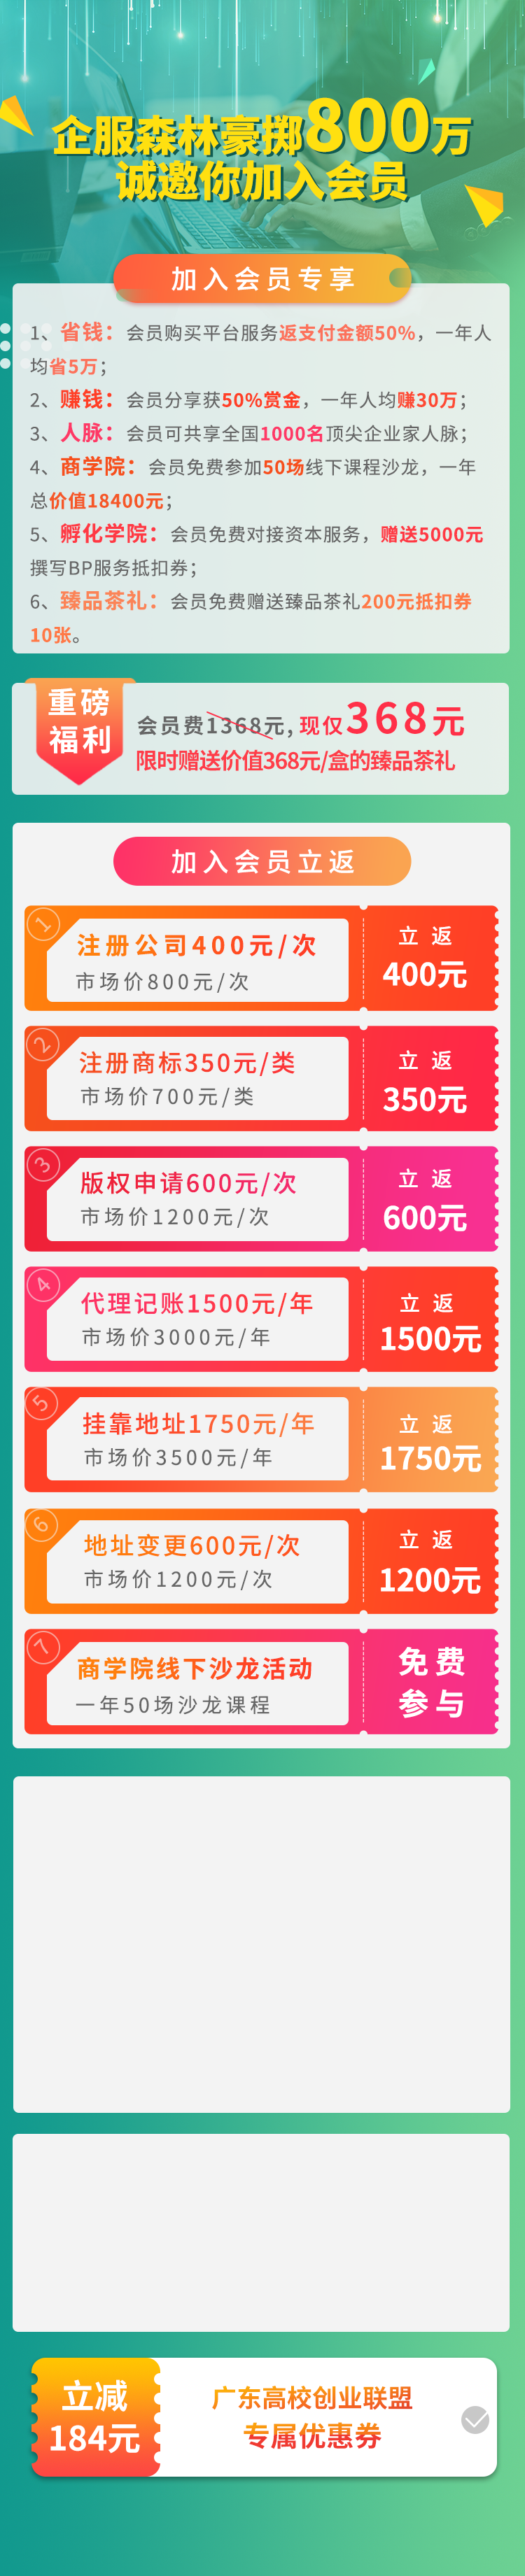 企服森林豪掷800万
诚邀你加入会员
加入会员专享
1、省钱：会员购买平台服务返支付金额50%，一年人
均省5万；
2、赚钱：会员分享获50%赏金，一年人均赚30万；
3、人脉：会员可共享全国1000名顶尖企业家人脉；
4、商学院：会员免费参加50场线下课程沙龙，一年
总价值18400元；
5、孵化学院：会员免费对接资本服务，赠送5000元
撰写BP服务抵扣券；
6、臻品茶礼：会员免费赠送臻品茶礼200元抵扣券
10张。
重磅
福利
会员费1368元，现仅368元
限时赠送价值368元/盒的臻品茶礼
加入会员立返
1
注册公司400元/次
市场价800元/次
立返
400元
2
注册商标350元/类
市场价700元/类
立返
350元
3
版权申请600元/次
市场价1200元/次
立返
600元
4
代理记账1500元/年
市场价3000元/年
立返
1500元
5
挂靠地址1750元/年
市场价3500元/年
立返
1750元
6
地址变更600元/次
市场价1200元/次
立返
1200元
7
商学院线下沙龙活动
一年50场沙龙课程
免费
参与
立减
184元
广东高校创业联盟
专属优惠券